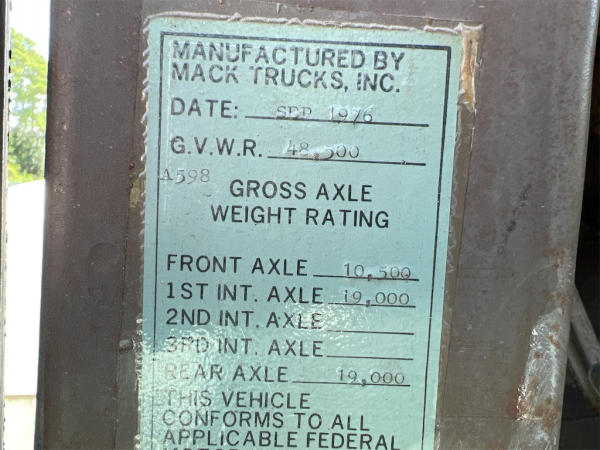 MANUFACTURED BY
MACK TRUCKS, INC.
DATE: SEP 1976
G.V.W.R. 48,500
A598
GROSS AXLE
WEIGHT RATING
FRONT AXLE 10,500
1ST INT. AXLE 19,000
2ND INT. AXLE
3RD INT. AXLE
REAR AXLE 19,000
THIS VEHICLE
CONFORMS TO ALL
APPLICABLE FEDERAL